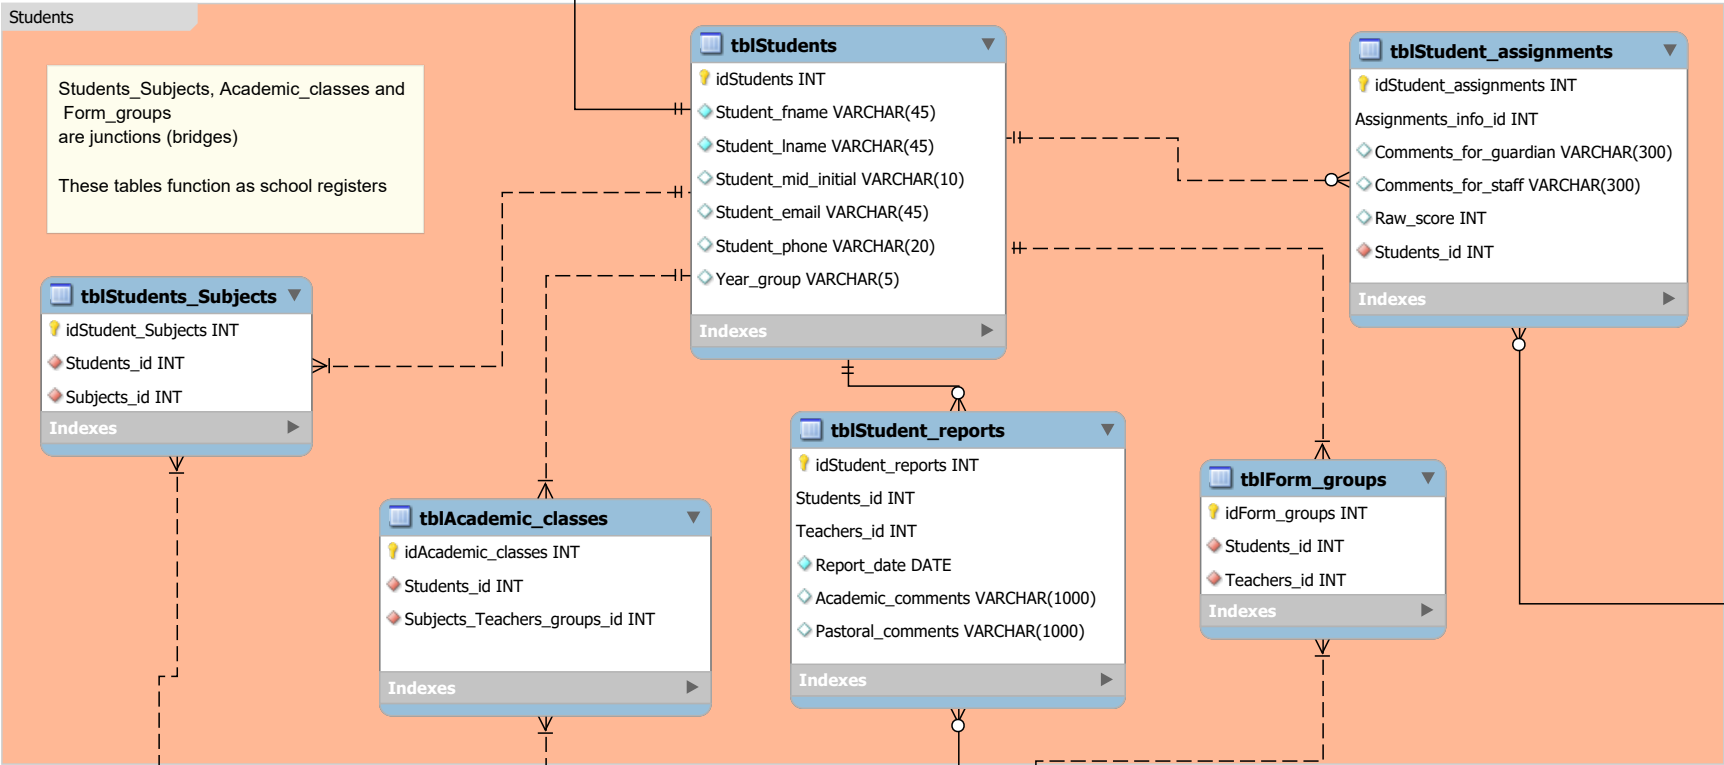 Students
Students_Subjects, Academic_classes and
Form_groups
are junctions (bridges)
These tables function as school registers
tblStudents
idStudents INT
Student_fname VARCHAR(45)
Student_lname VARCHAR(45)
Student_mid_initial VARCHAR(10)
Student_email VARCHAR(45)
Student_phone VARCHAR(20)
Year_group VARCHAR(5)
Indexes
tblStudent_assignments
idStudent_assignments INT
Assignments_info_id INT
Comments_for_guardian VARCHAR(300)
Comments_for_staff VARCHAR(300)
Raw_score INT
Students_id INT
Indexes
tblStudents_Subjects
idStudent_Subjects INT
Students_id INT
Subjects_id INT
Indexes
tblAcademic_classes
idAcademic_classes INT
Students_id INT
Subjects_Teachers_groups_id INT
Indexes
tblStudent_reports
idStudent_reports INT
Students_id INT
Teachers_id INT
Report_date DATE
Academic_comments VARCHAR(1000)
Pastoral_comments VARCHAR(1000)
Indexes
tblForm_groups
idForm_groups INT
Students_id INT
Teachers_id INT
Indexes